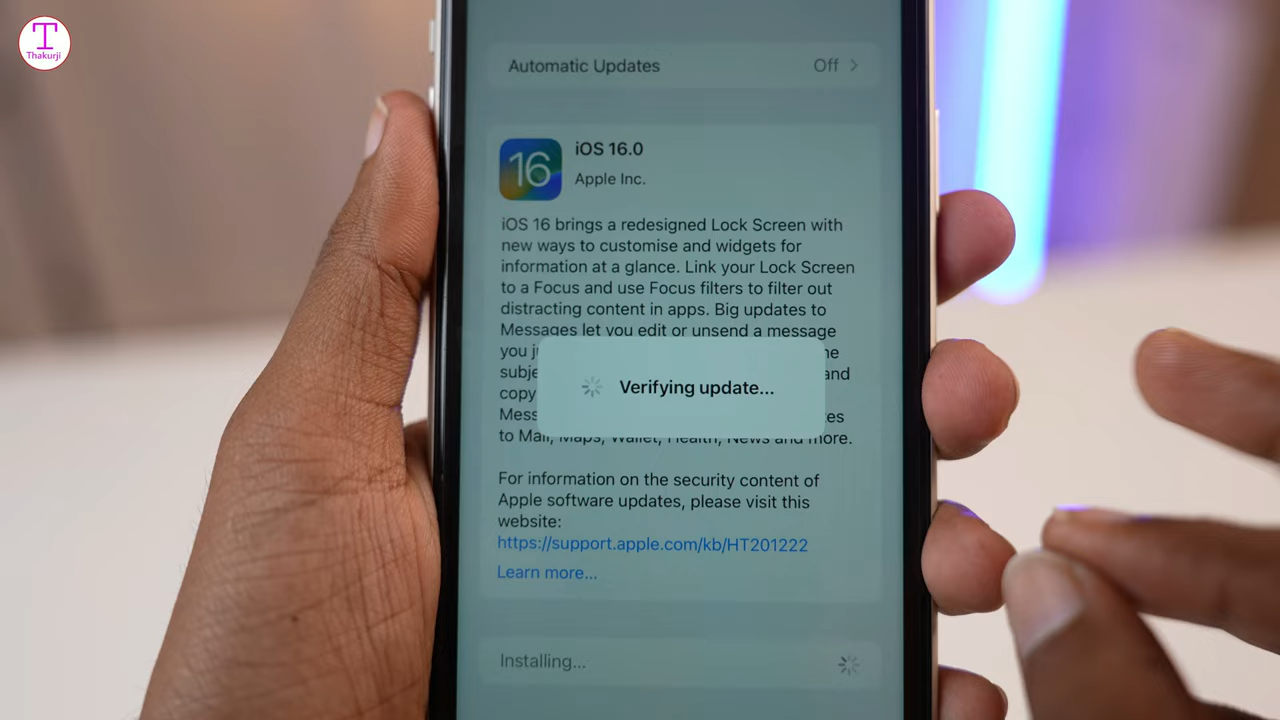 T
Thakurji
Automatic Updates Off
16
iOS 16.0
Apple Inc.
iOS 16 brings a redesigned Lock Screen with
new ways to customise and widgets for
information at a glance. Link your Lock Screen
to a Focus and use Focus filters to filter out
distracting content in apps. Big updates to
Messages let you edit or unsend a message
you
and
copy
Verifying update...
to Mail, Maps, Wallet, Health, News and more.
For information on the security content of
Apple software updates, please visit this
website:
https://support.apple.com/kb/HT201222
Learn more...
Installing...